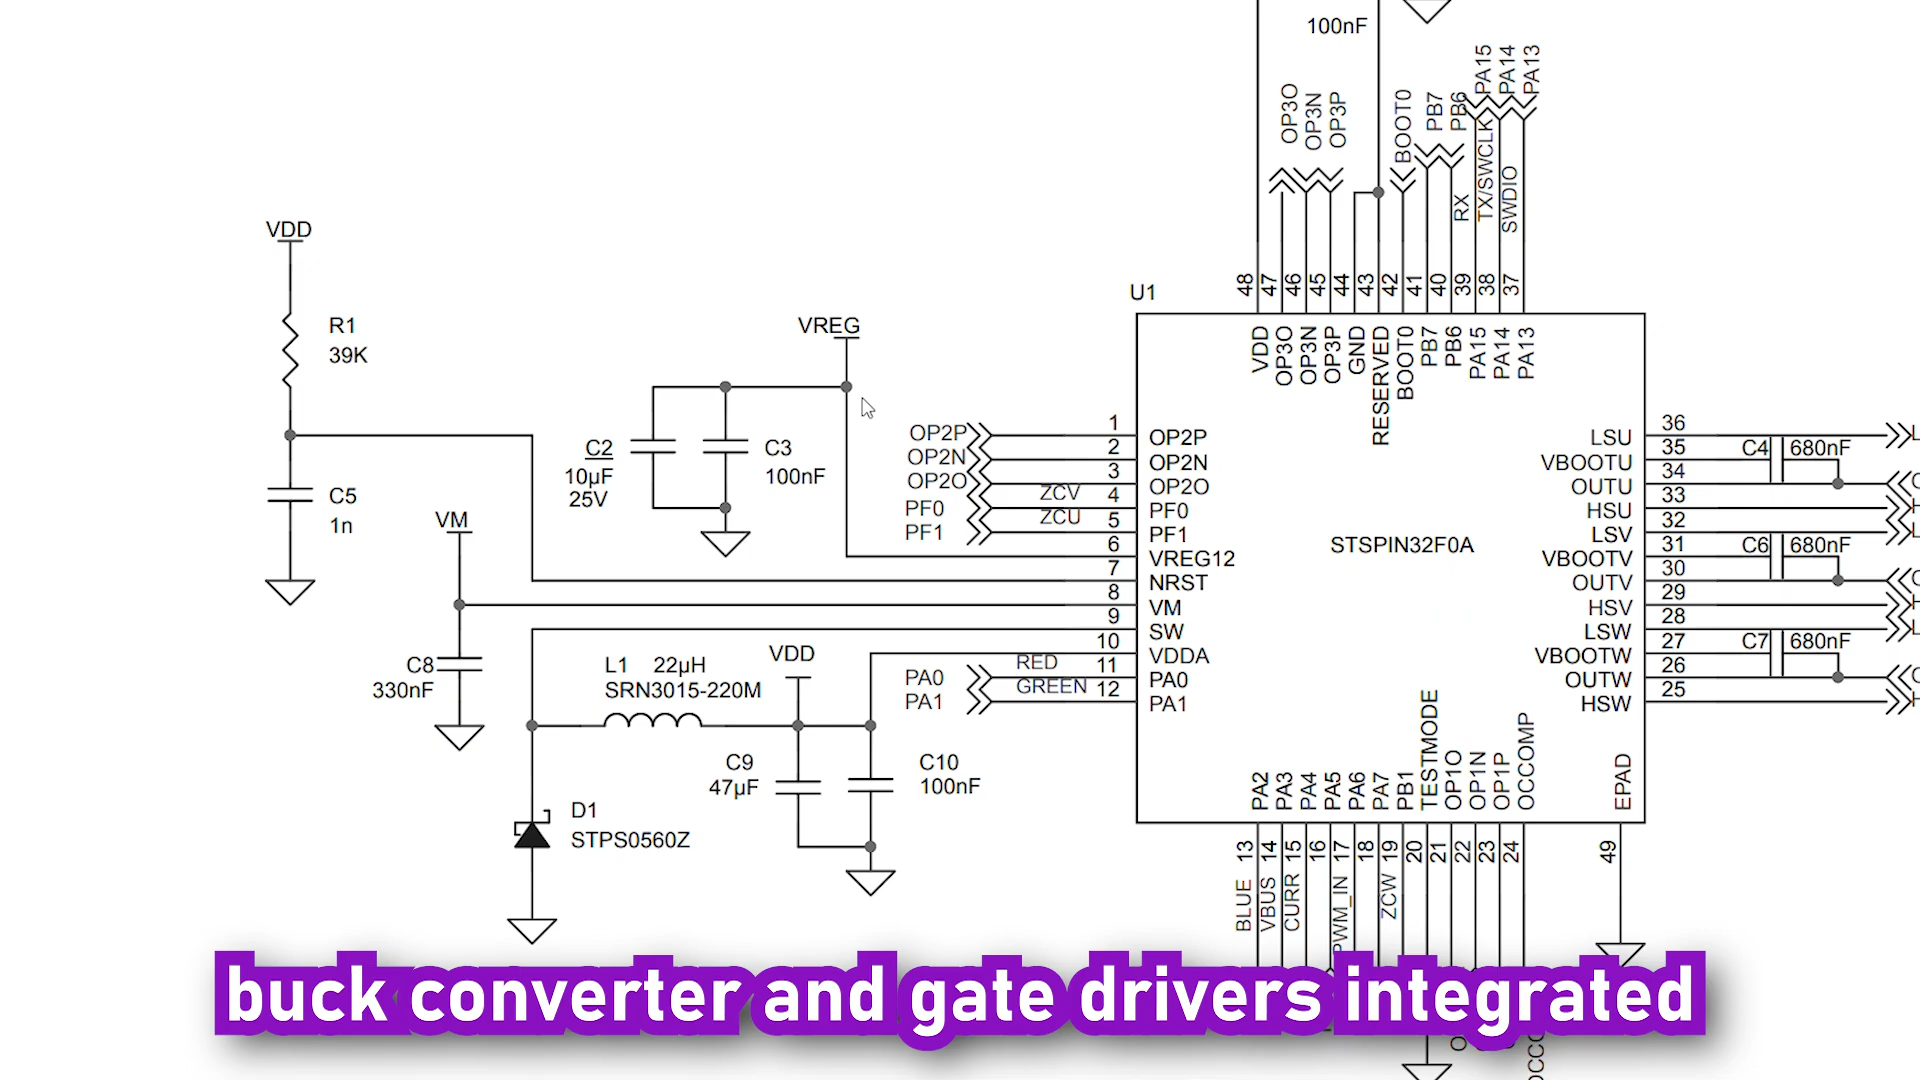 100nF
OP3O
OP3N
OP3P
BOOT0
PB7
PB6
PA15
PA14
PA13
RX
TX/SWCLK
SWDIO
VDD
R1
39K
C5
1n
VREG
C2
10µF
25V
C3
100nF
VM
C8
330nF
L1 22µH
SRN3015-220M
VDD
C9
47µF
C10
100nF
D1
STPS0560Z
OP2P
OP2N
OP2O
PF0
PF1
ZCV
ZCU
PA0
PA1
RED
GREEN
U1
48 47 46 45 44 43 42 41 40 39 38 37
VDD
OP3O
OP3N
OP3P
GND
RESERVED
BOOT0
PB7
PB6
PA15
PA14
PA13
1 OP2P
2 OP2N
3 OP2O
4 PF0
5 PF1
6 VREG12
7 NRST
8 VM
9 SW
10 VDDA
11 PA0
12 PA1
STSPIN32F0A
LSU 36
VBOOTU 35
OUTU 34
HSU 33
LSV 32
VBOOTV 31
OUTV 30
HSV 29
LSW 28
VBOOTW 27
OUTW 26
HSW 25
C4 680nF
C6 680nF
C7 680nF
PA2
PA3
PA4
PA5
PA6
PA7
PB1
TESTMODE
OP1O
OP1N
OP1P
OCCOMP
EPAD
13 14 15 16 17 18 19 20 21 22 23 24 49
BLUE
VBUS
CURR
PWM_IN
ZCW
buck converter and gate drivers integrated